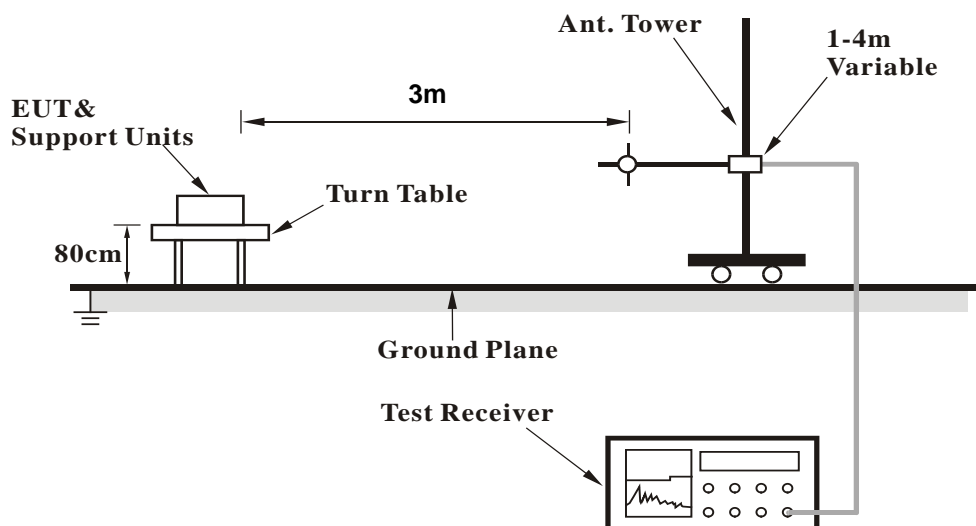 Ant. Tower
1-4m
Variable
3m
EUT&
Support Units
Turn Table
80cm
Ground Plane
Test Receiver